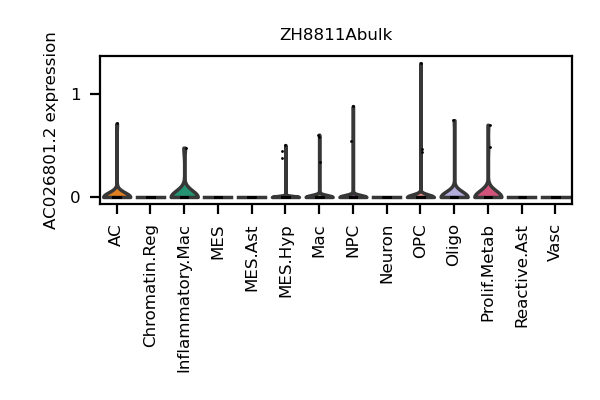 ZH8811Abulk
AC026801.2 expression
1
0
AC
Chromatin.Reg
Inflammatory.Mac
MES
MES.Ast
MES.Hyp
Mac
NPC
Neuron
OPC
Oligo
Prolif.Metab
Reactive.Ast
Vasc